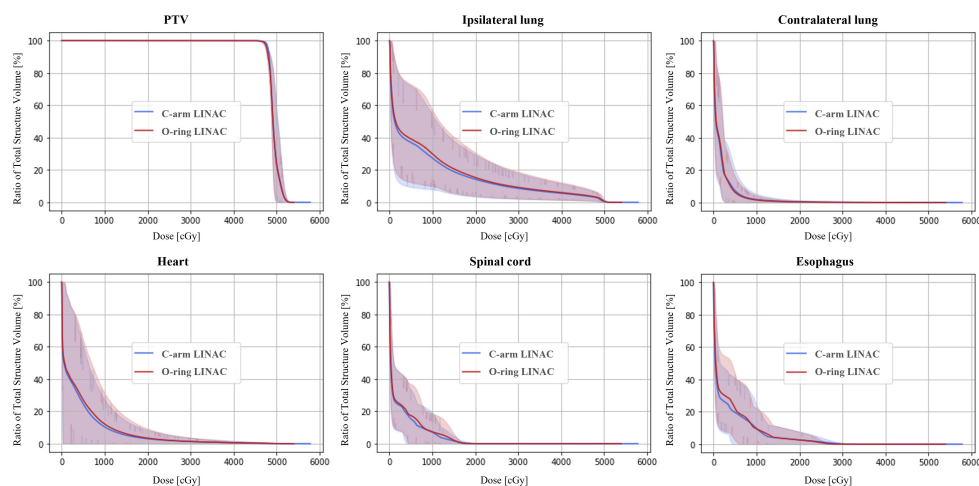 PTV
Ratio of Total Structure Volume [%]
100
80
60
40
20
0
C-arm LINAC
O-ring LINAC
0 1000 2000 3000 4000 5000 6000
Dose [cGy]
Ipsilateral lung
Ratio of Total Structure Volume [%]
100
80
60
40
20
0
C-arm LINAC
O-ring LINAC
0 1000 2000 3000 4000 5000 6000
Dose [cGy]
Contralateral lung
Ratio of Total Structure Volume [%]
100
80
60
40
20
0
C-arm LINAC
O-ring LINAC
0 1000 2000 3000 4000 5000 6000
Dose [cGy]
Heart
Ratio of Total Structure Volume [%]
100
80
60
40
20
0
C-arm LINAC
O-ring LINAC
0 1000 2000 3000 4000 5000 6000
Dose [cGy]
Spinal cord
Ratio of Total Structure Volume [%]
100
80
60
40
20
0
C-arm LINAC
O-ring LINAC
0 1000 2000 3000 4000 5000 6000
Dose [cGy]
Esophagus
Ratio of Total Structure Volume [%]
100
80
60
40
20
0
C-arm LINAC
O-ring LINAC
0 1000 2000 3000 4000 5000 6000
Dose [cGy]